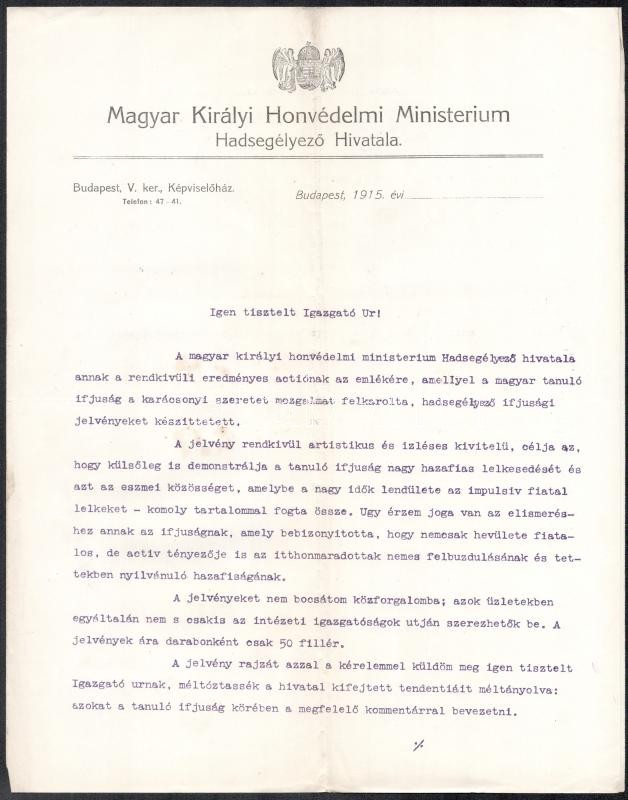 Magyar Királyi Honvédelmi Ministerium
Hadsegélyező Hivatala.
Budapest, V. ker., Képviselőház.
Telefon: 47-41.
Budapest, 1915. évi
Igen tisztelt Igazgató Ur!
A magyar királyi honvédelmi ministerium Hadsegélyező hivatala
annak a rendkivüli eredményes actiónak az emlékére, amellyel a magyar tanuló
ifjuság a karácsonyi szeretet mozgalmat felkarolta, hadsegélyező ifjusági
jelvényeket készittetett.
A jelvény rendkivül artistikus és izléses kivitelü, célja az,
hogy külsőleg is demonstrálja a tanuló ifjuság nagy hazafias lelkesedését és
azt az eszmei közösséget, amelybe a nagy idők lendülete az impulsiv fiatal
lelkeket - komoly tartalommal fogta össze. Ugy érzem joga van az elismerés-
hez annak az ifjuságnak, amely bebizonyitotta, hogy nemcsak hevülete fiata-
los, de activ tényezője is az itthonmaradottak nemes felbuzdulásának és tet-
tekben nyilvánuló hazafiságának.
A jelvényeket nem bocsátom közforgalomba; azok üzletekben
egyáltalán nem s csakis az intézeti igazgatóságok utján szerezhetők be. A
jelvények ára darabonként csak 50 fillér.
A jelvény rajzát azzal a kérelemmel küldöm meg igen tisztelt
Igazgató urnak, méltóztassék a hivatal kifejtett tendentiáit méltányolva:
azokat a tanuló ifjuság körében a megfelelő kommentárral bevezetni.
./.